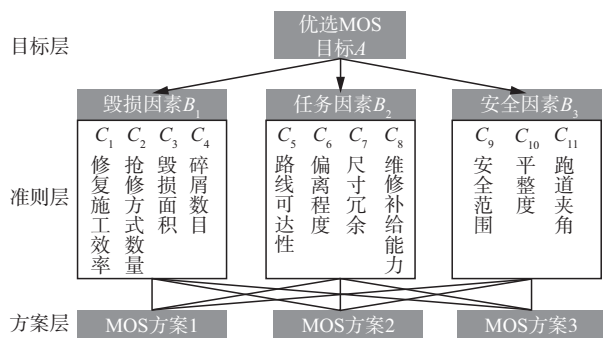 目标层
优选MOS
目标A
准则层
毁损因素B₁
任务因素B₂
安全因素B₃
C₁ 修复施工效率
C₂ 抢修方式数量
C₃ 毁损面积
C₄ 碎屑数目
C₅ 路线可达性
C₆ 偏离程度
C₇ 尺寸冗余
C₈ 维修补给能力
C₉ 安全范围
C₁₀ 平整度
C₁₁ 跑道夹角
方案层
MOS方案1
MOS方案2
MOS方案3